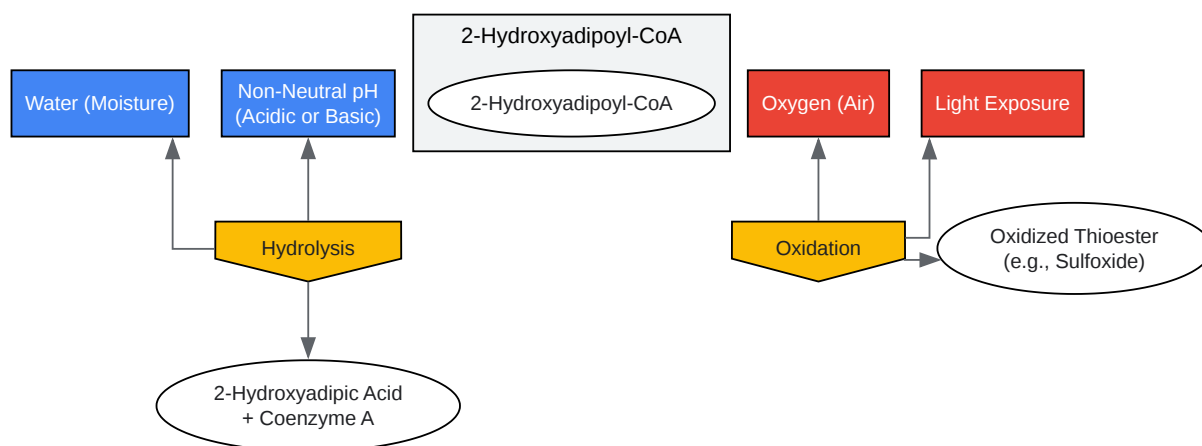 2-Hydroxyadipoyl-CoA
Water (Moisture)
Non-Neutral pH
(Acidic or Basic)
2-Hydroxyadipoyl-CoA
Oxygen (Air)
Light Exposure
Hydrolysis
Oxidation
Oxidized Thioester
(e.g., Sulfoxide)
2-Hydroxyadipic Acid
+ Coenzyme A